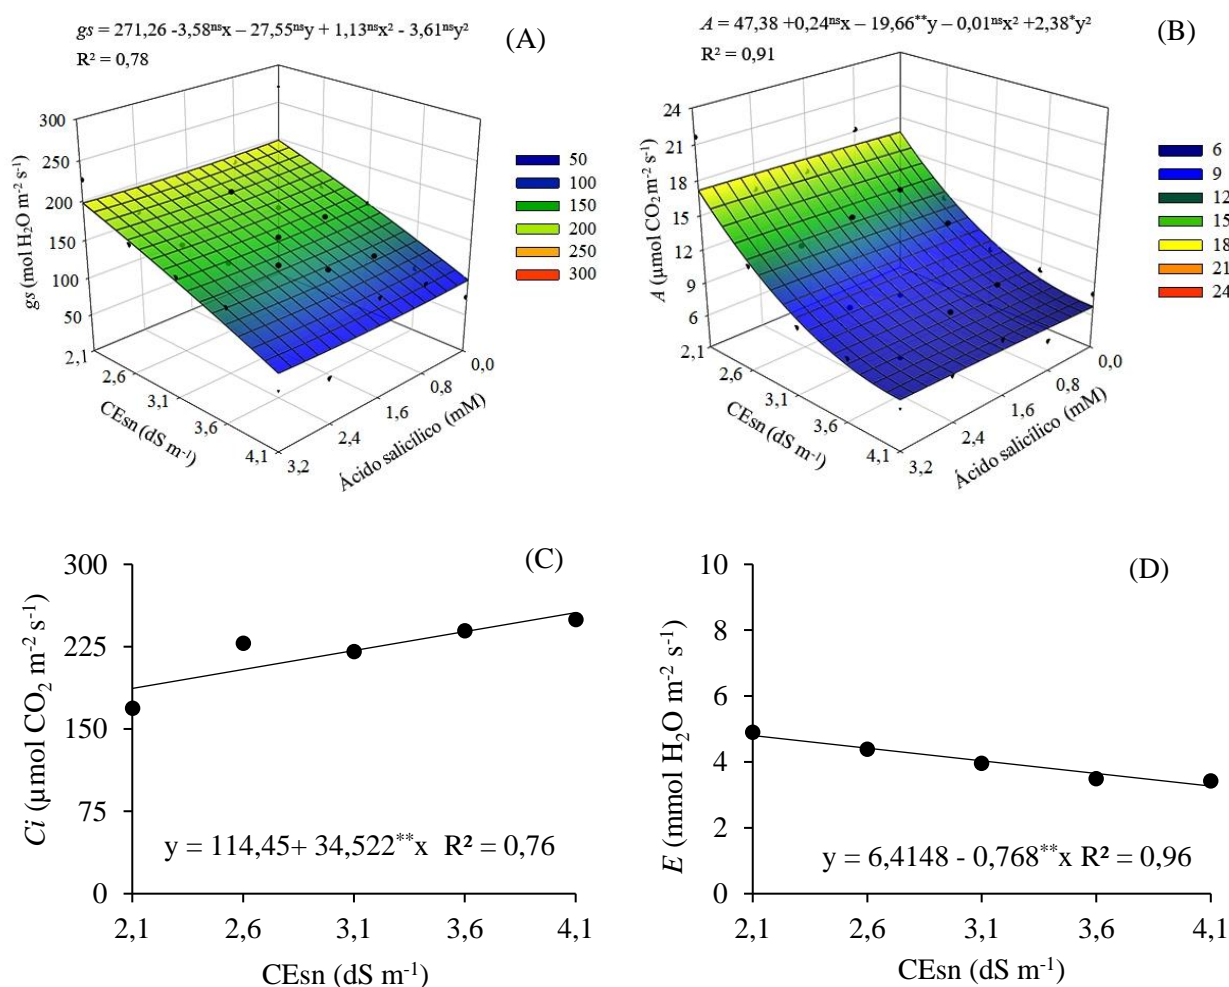 gs = 271,26 -3,58ⁿˢx – 27,55ⁿˢy + 1,13ⁿˢx² - 3,61ⁿˢy²
R² = 0,78
(A)
300
250
200
150
100
50
gs (mol H₂O m⁻² s⁻¹)
2,1
2,6
3,1
3,6
4,1
CEsn (dS m⁻¹)
0,0
0,8
1,6
2,4
3,2
Ácido salicílico (mM)
50
100
150
200
250
300
A = 47,38 +0,24ⁿˢx – 19,66**y – 0,01ⁿˢx² +2,38*y²
R² = 0,91
(B)
24
21
18
15
12
9
6
A (µmol CO₂ m⁻² s⁻¹)
2,1
2,6
3,1
3,6
4,1
CEsn (dS m⁻¹)
0,0
0,8
1,6
2,4
3,2
Ácido salicílico (mM)
6
9
12
15
18
21
24
(C)
300
225
150
75
0
Ci (µmol CO₂ m⁻² s⁻¹)
y = 114,45+ 34,522**x R² = 0,76
2,1 2,6 3,1 3,6 4,1
CEsn (dS m⁻¹)
(D)
10
8
6
4
2
0
E (mmol H₂O m⁻² s⁻¹)
y = 6,4148 - 0,768**x R² = 0,96
2,1 2,6 3,1 3,6 4,1
CEsn (dS m⁻¹)